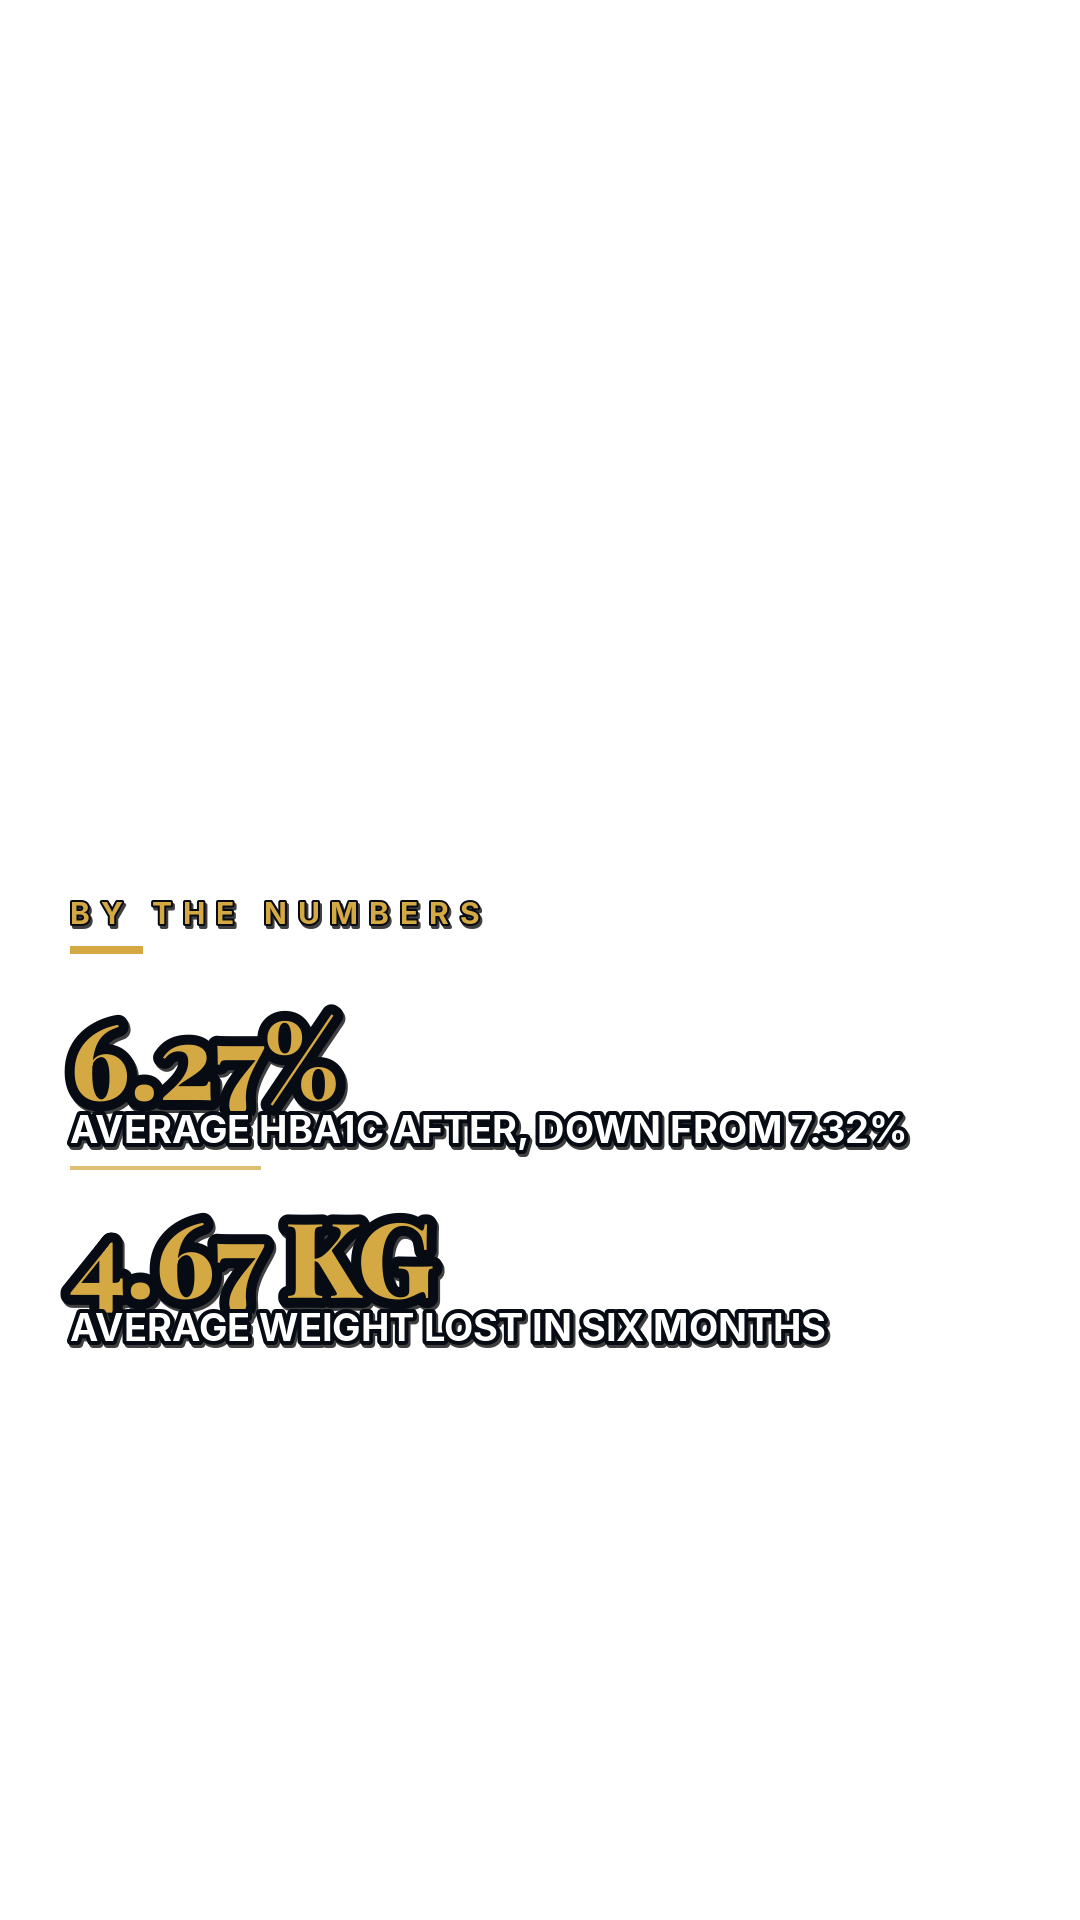 BY THE NUMBERS
6.27%
AVERAGE HBA1C AFTER, DOWN FROM 7.32%
4.67 KG
AVERAGE WEIGHT LOST IN SIX MONTHS